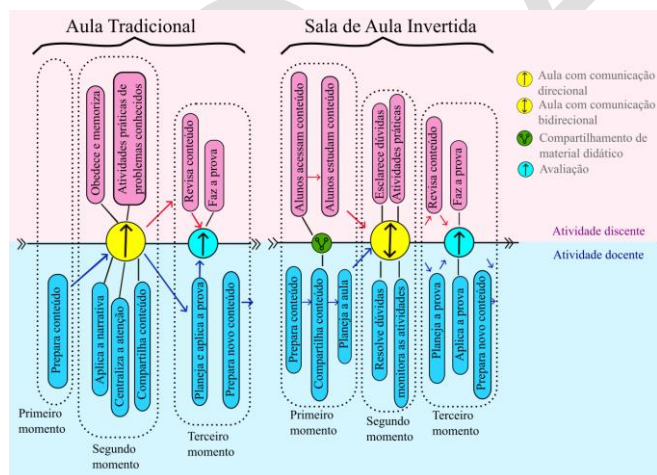 Aula Tradicional
Sala de Aula Invertida
Obedece e memoriza
Atividades práticas de
problemas conhecidos
Revisa conteúdo
Faz a prova
Prepara conteúdo
Aplica a narrativa
Centraliza a atenção
Compartilha conteúdo
Planeja e aplica a prova
Prepara novo conteúdo
Primeiro
momento
Segundo
momento
Terceiro
momento
Alunos acessam conteúdo
Alunos estudam conteúdo
Esclarece dúvidas
Atividades práticas
Revisa conteúdo
Faz a prova
Prepara conteúdo
Compartilha conteúdo
Planeja a aula
Resolve dúvidas
monitora as atividades
Planeja a prova
Aplica a prova
Prepara novo conteúdo
Primeiro
momento
Segundo
momento
Terceiro
momento
Aula com comunicação
direcional
Aula com comunicação
bidirecional
Compartilhamento de
material didático
Avaliação
Atividade discente
Atividade docente